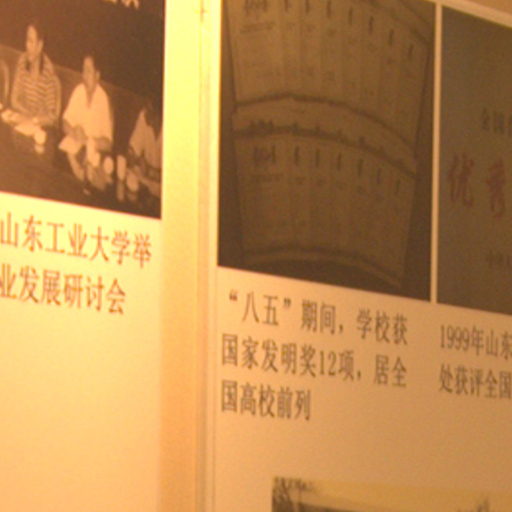 山东工业大学举
业发展研讨会
“八五”期间，学校获
国家发明奖12项，居全
国高校前列
优秀
1999年山东
处获评全国